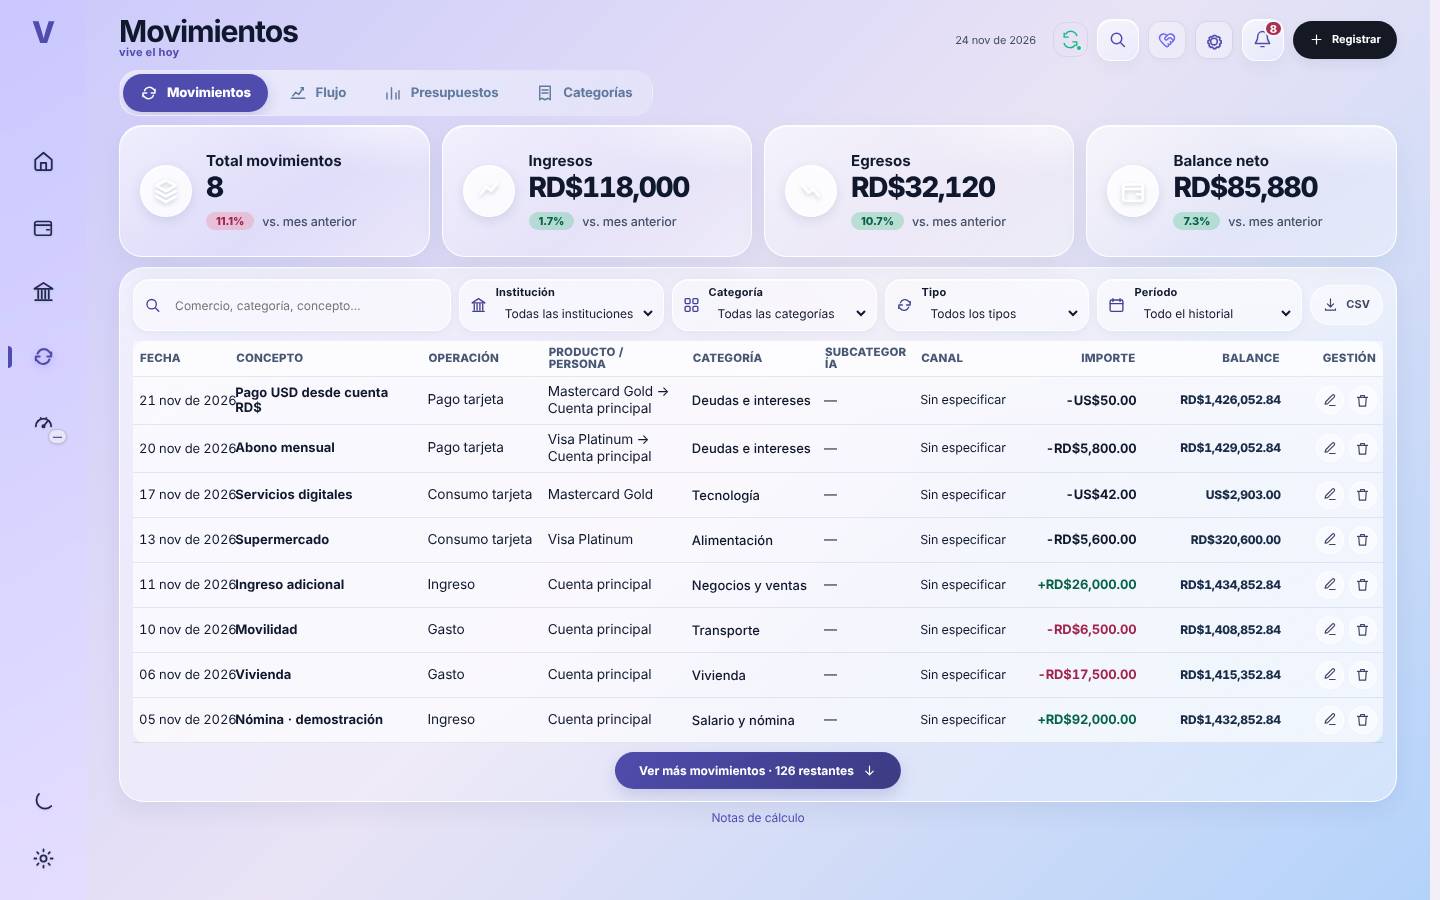 V
Movimientos
vive el hoy
24 nov de 2026
8
Registrar
Movimientos
Flujo
Presupuestos
Categorías
Total movimientos
8
11.1% vs. mes anterior
Ingresos
RD$118,000
1.7% vs. mes anterior
Egresos
RD$32,120
10.7% vs. mes anterior
Balance neto
RD$85,880
7.3% vs. mes anterior
Comercio, categoría, concepto...
Institución
Todas las instituciones
Categoría
Todas las categorías
Tipo
Todos los tipos
Período
Todo el historial
CSV
FECHA CONCEPTO OPERACIÓN PRODUCTO / PERSONA CATEGORÍA SUBCATEGORÍA CANAL IMPORTE BALANCE GESTIÓN
21 nov de 2026 Pago USD desde cuenta RD$ Pago tarjeta Mastercard Gold → Cuenta principal Deudas e intereses — Sin especificar -US$50.00 RD$1,426,052.84
20 nov de 2026 Abono mensual Pago tarjeta Visa Platinum → Cuenta principal Deudas e intereses — Sin especificar -RD$5,800.00 RD$1,429,052.84
17 nov de 2026 Servicios digitales Consumo tarjeta Mastercard Gold Tecnología — Sin especificar -US$42.00 US$2,903.00
13 nov de 2026 Supermercado Consumo tarjeta Visa Platinum Alimentación — Sin especificar -RD$5,600.00 RD$320,600.00
11 nov de 2026 Ingreso adicional Ingreso Cuenta principal Negocios y ventas — Sin especificar +RD$26,000.00 RD$1,434,852.84
10 nov de 2026 Movilidad Gasto Cuenta principal Transporte — Sin especificar -RD$6,500.00 RD$1,408,852.84
06 nov de 2026 Vivienda Gasto Cuenta principal Vivienda — Sin especificar -RD$17,500.00 RD$1,415,352.84
05 nov de 2026 Nómina · demostración Ingreso Cuenta principal Salario y nómina — Sin especificar +RD$92,000.00 RD$1,432,852.84
Ver más movimientos · 126 restantes ↓
Notas de cálculo